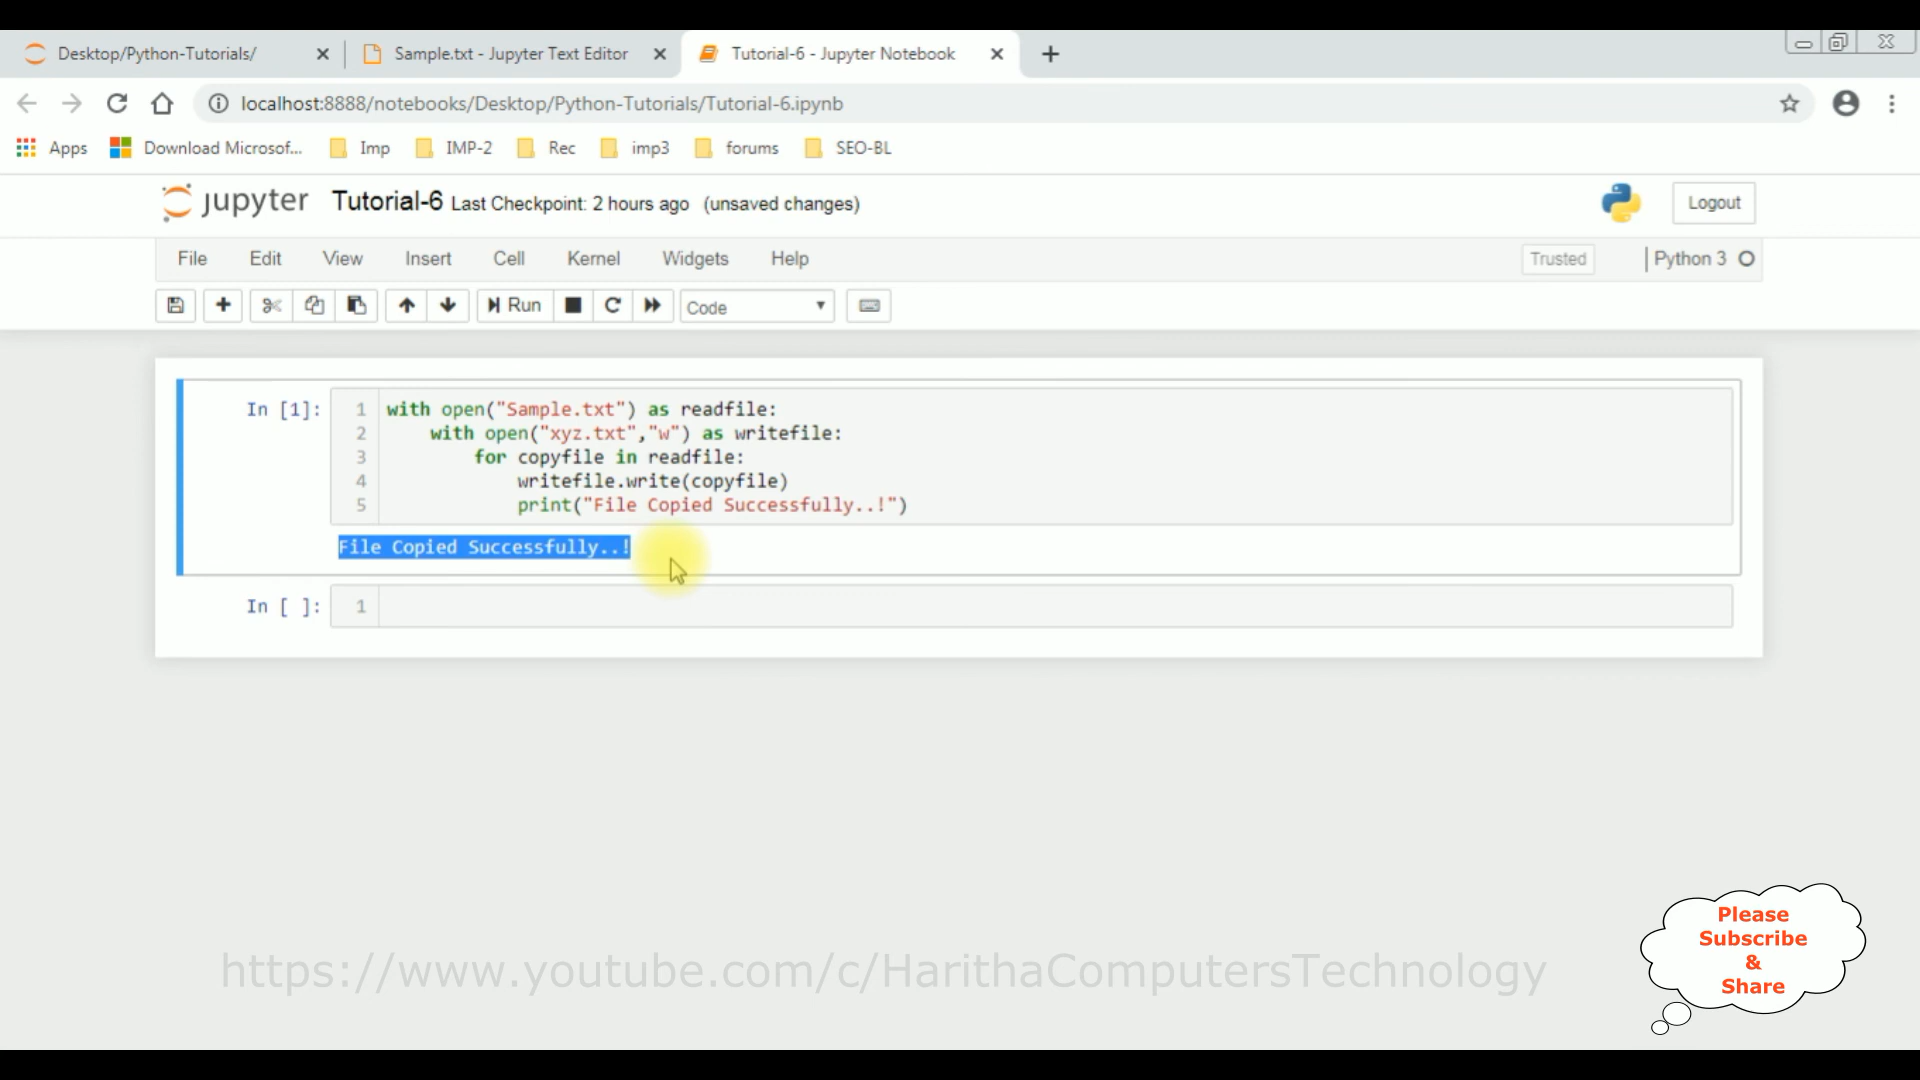 Desktop/Python-Tutorials/
Sample.txt - Jupyter Text Editor
Tutorial-6 - Jupyter Notebook
localhost:8888/notebooks/Desktop/Python-Tutorials/Tutorial-6.ipynb
Apps
Download Microsof...
Imp
IMP-2
Rec
imp3
forums
SEO-BL
jupyter Tutorial-6 Last Checkpoint: 2 hours ago (unsaved changes)
Logout
File Edit View Insert Cell Kernel Widgets Help
Trusted
Python 3
Run
Code
In [1]:
1 with open("Sample.txt") as readfile:
2 with open("xyz.txt","w") as writefile:
3 for copyfile in readfile:
4 writefile.write(copyfile)
5 print("File Copied Successfully..!")
File Copied Successfully..!
In [ ]: 1
Please
Subscribe
&
Share
https://www.youtube.com/c/HarithaComputersTechnology